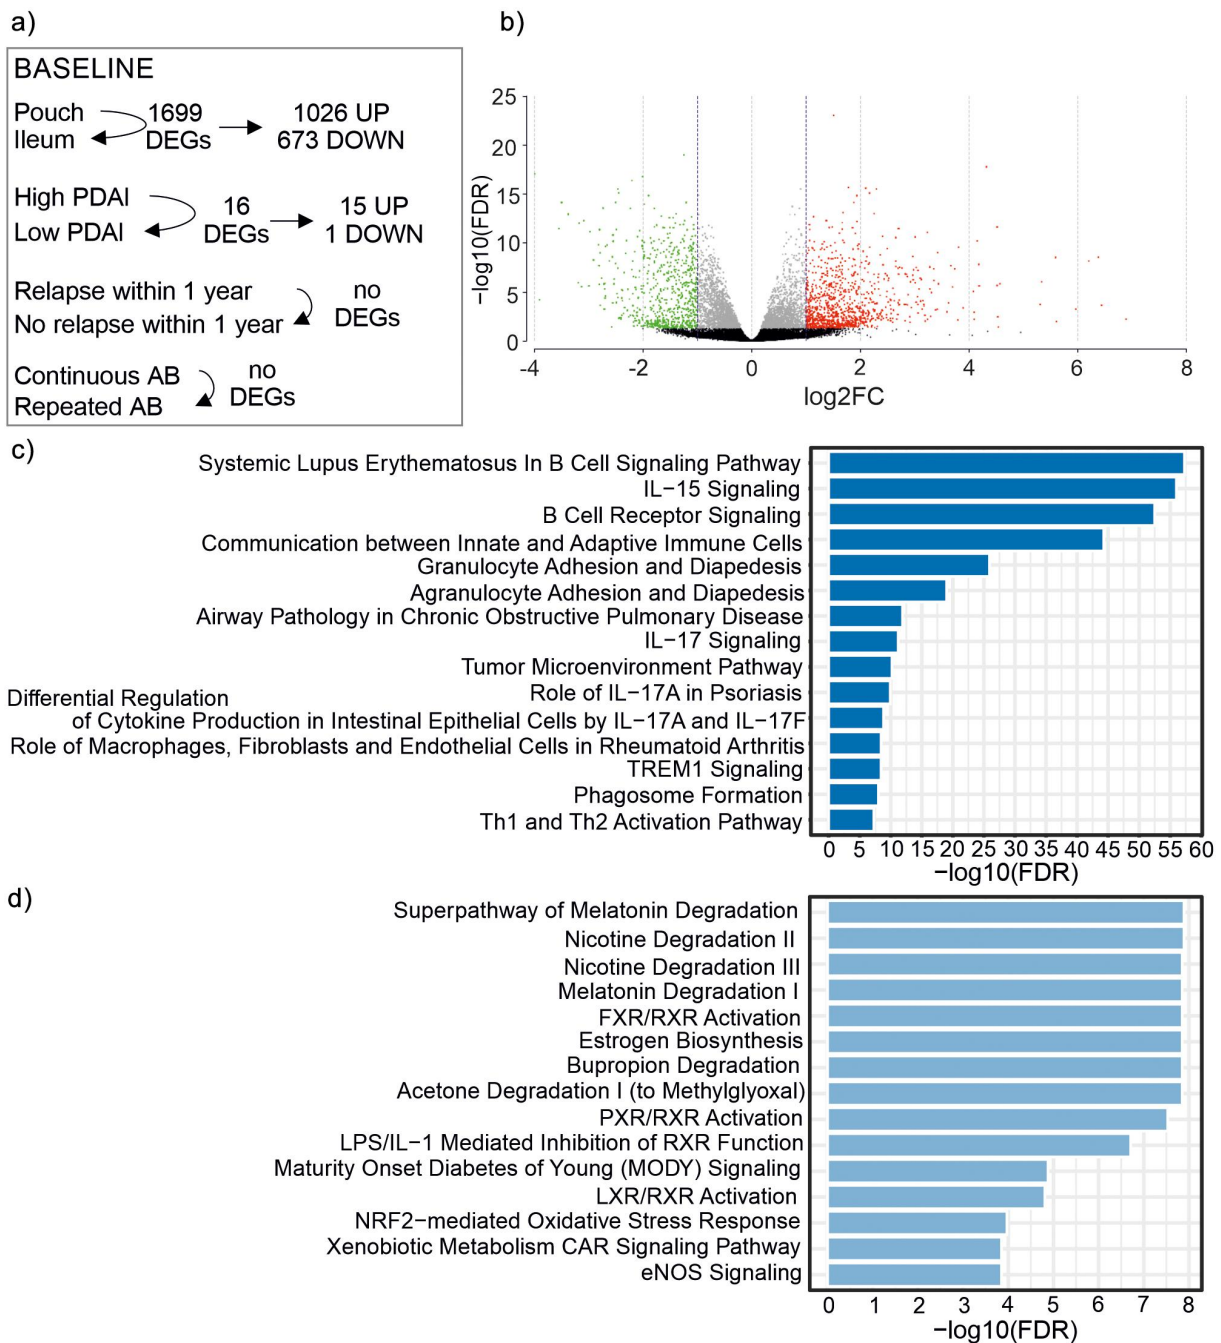 a)
BASELINE
Pouch
Ileum
1699
DEGs
1026 UP
673 DOWN
High PDAI
Low PDAI
16
DEGs
15 UP
1 DOWN
Relapse within 1 year
No relapse within 1 year
no
DEGs
Continuous AB
Repeated AB
no
DEGs
b)
−log10(FDR)
25
20
15
10
5
0
-4
-2
0
2
4
6
8
log2FC
c)
Systemic Lupus Erythematosus In B Cell Signaling Pathway
IL−15 Signaling
B Cell Receptor Signaling
Communication between Innate and Adaptive Immune Cells
Granulocyte Adhesion and Diapedesis
Agranulocyte Adhesion and Diapedesis
Airway Pathology in Chronic Obstructive Pulmonary Disease
IL−17 Signaling
Tumor Microenvironment Pathway
Role of IL−17A in Psoriasis
Differential Regulation
of Cytokine Production in Intestinal Epithelial Cells by IL−17A and IL−17F
Role of Macrophages, Fibroblasts and Endothelial Cells in Rheumatoid Arthritis
TREM1 Signaling
Phagosome Formation
Th1 and Th2 Activation Pathway
0 5 10 15 20 25 30 35 40 45 50 55 60
−log10(FDR)
d)
Superpathway of Melatonin Degradation
Nicotine Degradation II
Nicotine Degradation III
Melatonin Degradation I
FXR/RXR Activation
Estrogen Biosynthesis
Bupropion Degradation
Acetone Degradation I (to Methylglyoxal)
PXR/RXR Activation
LPS/IL−1 Mediated Inhibition of RXR Function
Maturity Onset Diabetes of Young (MODY) Signaling
LXR/RXR Activation
NRF2−mediated Oxidative Stress Response
Xenobiotic Metabolism CAR Signaling Pathway
eNOS Signaling
0 1 2 3 4 5 6 7 8
−log10(FDR)